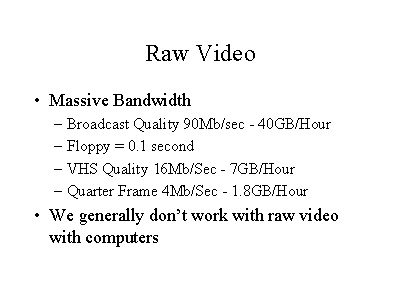 Raw Video
• Massive Bandwidth
– Broadcast Quality 90Mb/sec - 40GB/Hour
– Floppy = 0.1 second
– VHS Quality 16Mb/Sec - 7GB/Hour
– Quarter Frame 4Mb/Sec - 1.8GB/Hour
• We generally don't work with raw video
with computers